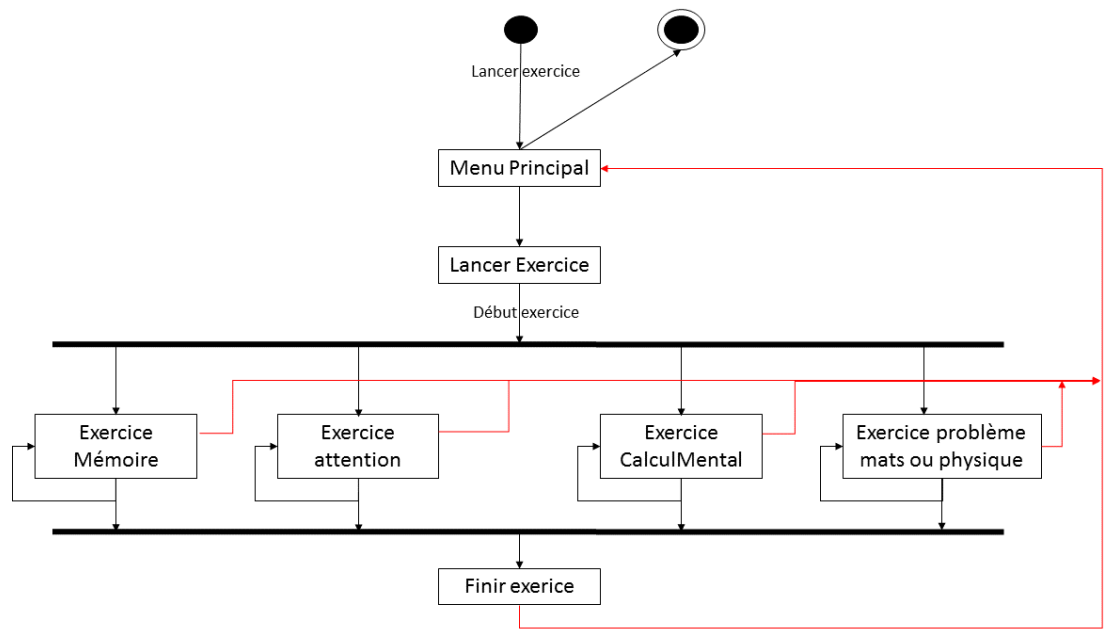 Lancer exercice
Menu Principal
Lancer Exercice
Début exercice
Exercice
Mémoire
Exercice
attention
Exercice
CalculMental
Exercice problème
mats ou physique
Finir exerice